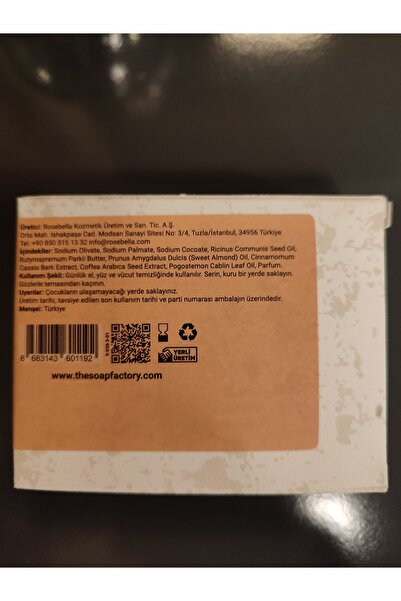 Üretici: Rosebella Kozmetik Üretim ve San. Tic. A.Ş.
Orta Mah. İshakpaşa Cad. Modsan Sanayi Sitesi No: 3/4, Tuzla/İstanbul, 34956 Türkiye
Tel: +90 850 515 13 32 info@rosebella.com
İçindekiler: Sodium Olivate, Sodium Palmate, Sodium Cocoate, Ricinus Communis Seed Oil,
Butyrospremum Parkii Butter, Prunus Amygdalus Dulcis (Sweet Almond) Oil, Cinnamomum
Cassia Bark Extract, Coffea Arabica Seed Extract, Pogostemon Cablin Leaf Oil, Parfum.
Kullanım Şekli: Günlük el, yüz ve vücut temizliğinde kullanılır. Serin, kuru bir yerde saklayın.
Gözlerle temasından kaçının.
Uyarılar: Çocukların ulaşamayacağı yerde saklayınız.
Üretim tarihi, tavsiye edilen son kullanım tarihi ve parti numarası ambalajın üzerindedir.
Menşei: Türkiye
8 683143 601192
YERLİ
ÜRETİM
www.thesoapfactory.com